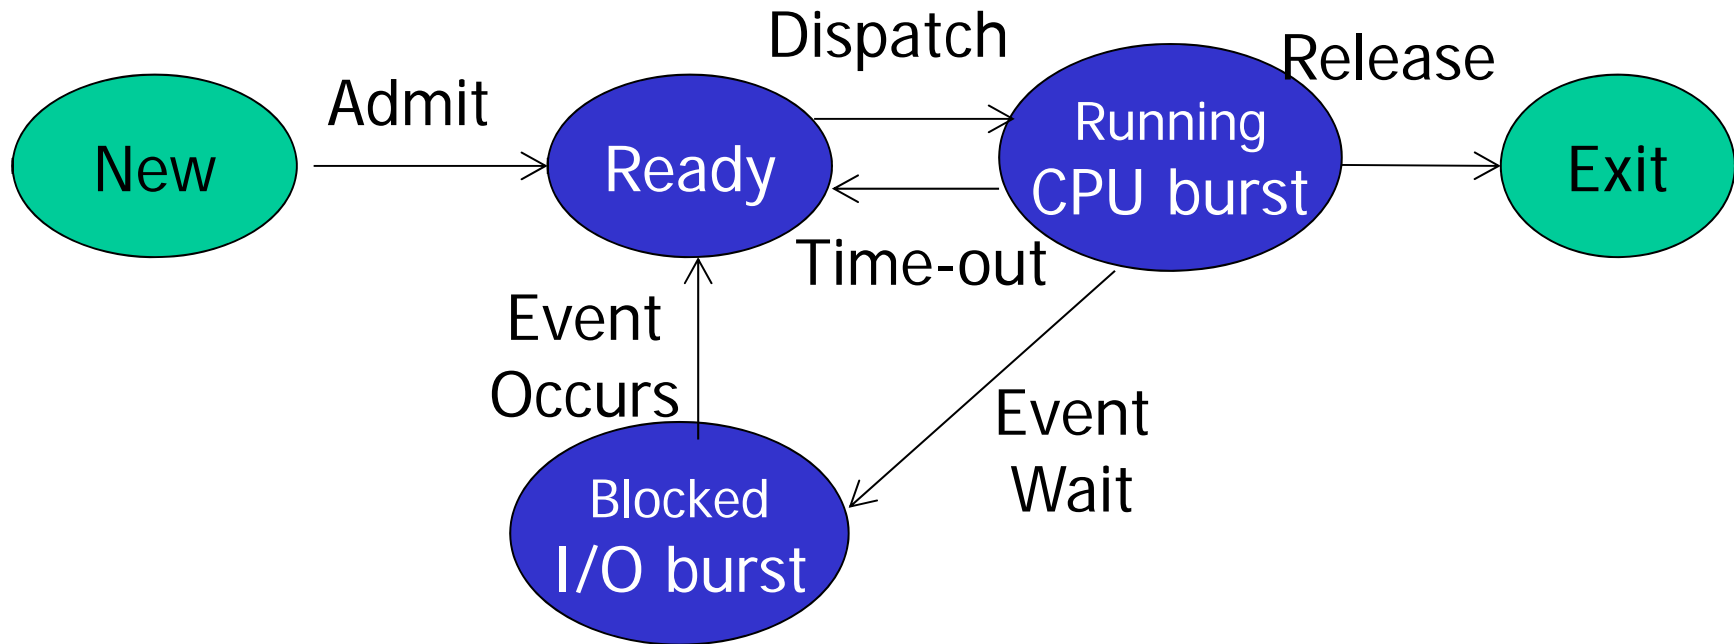 Dispatch
Release
Admit
New
Ready
Running
CPU burst
Exit
Time-out
Event
Occurs
Event
Wait
Blocked
I/O burst